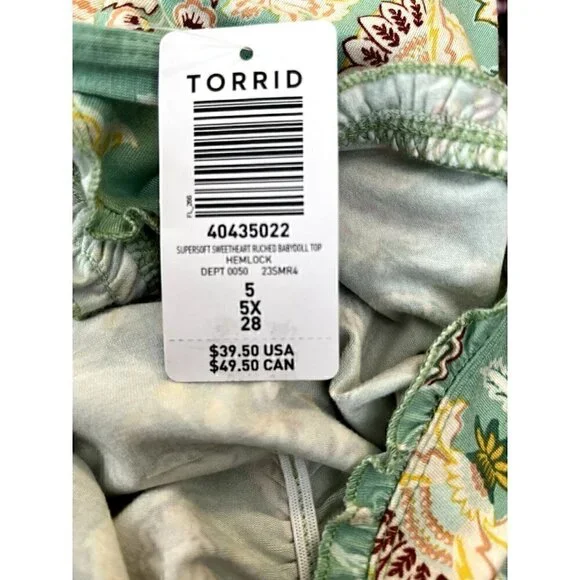 TORRID
FL_266
40435022
SUPERSOFT SWEETHEART RUCHED BABYDOLL TOP
HEMLOCK
DEPT 0050 23SMR4
5
5X
28
$39.50 USA
$49.50 CAN